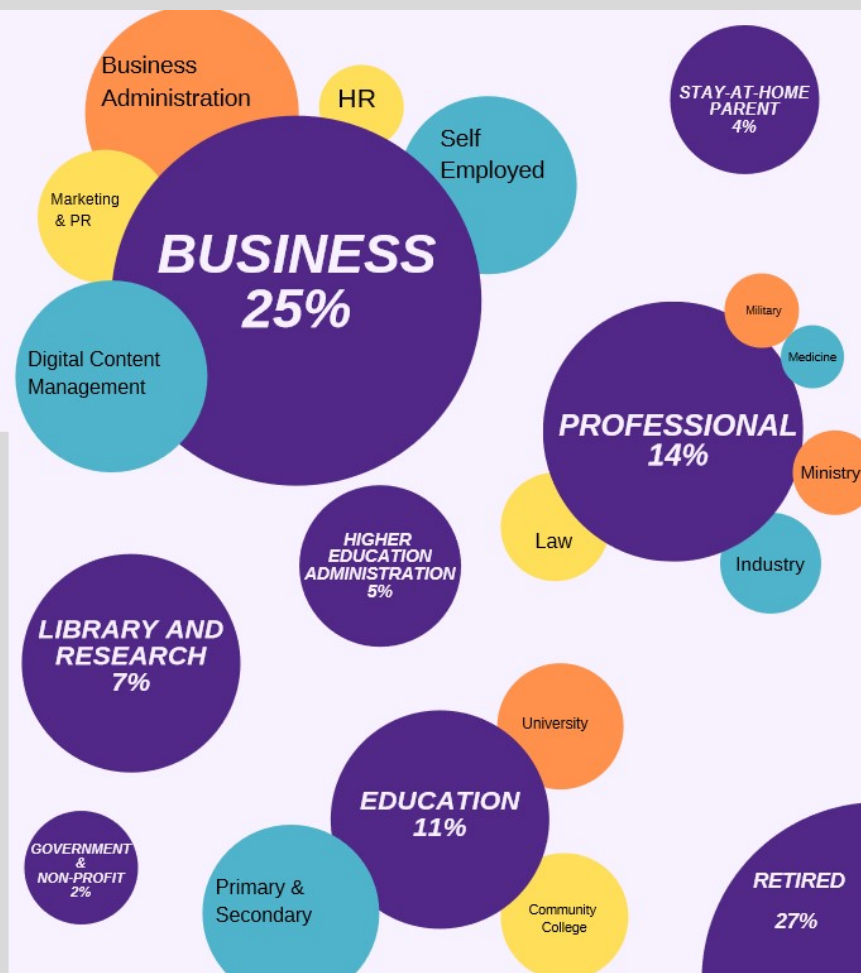 Business
Administration
HR
Self
Employed
Marketing
& PR
BUSINESS
25%
Digital Content
Management
STAY-AT-HOME
PARENT
4%
Military
Medicine
PROFESSIONAL
14%
Ministry
Law
Industry
HIGHER
EDUCATION
ADMINISTRATION
5%
LIBRARY AND
RESEARCH
7%
University
EDUCATION
11%
Primary &
Secondary
Community
College
GOVERNMENT
&
NON-PROFIT
2%
RETIRED
27%